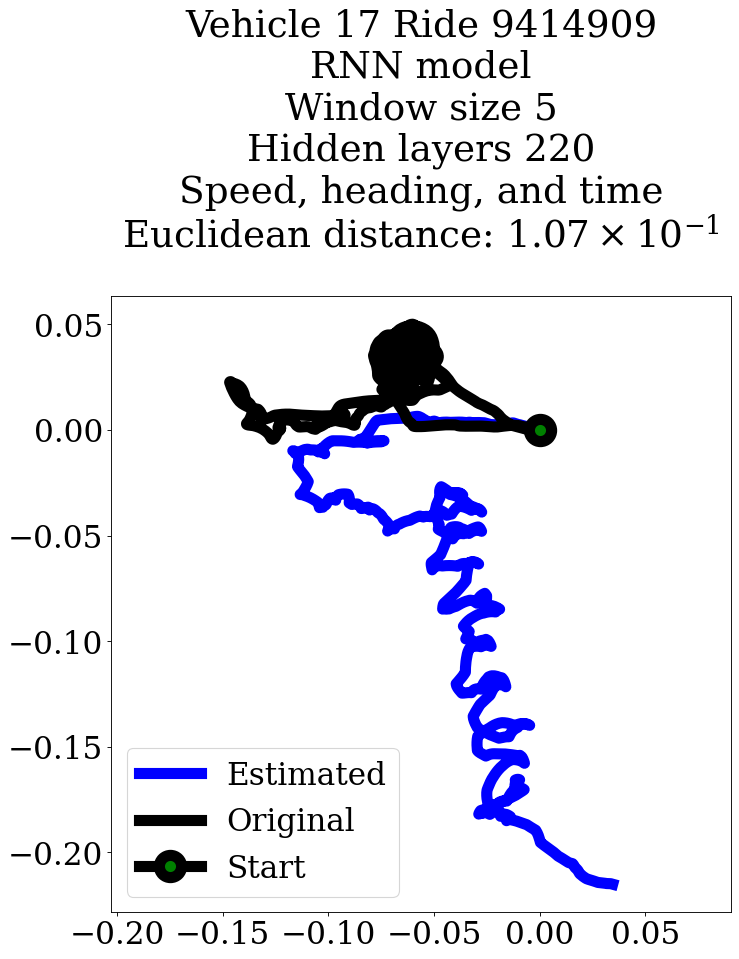 Vehicle 17 Ride 9414909
RNN model
Window size 5
Hidden layers 220
Speed, heading, and time
Euclidean distance: 1.07 × 10⁻¹
0.05
0.00
−0.05
−0.10
−0.15
−0.20
Estimated
Original
Start
−0.20 −0.15 −0.10 −0.05 0.00 0.05